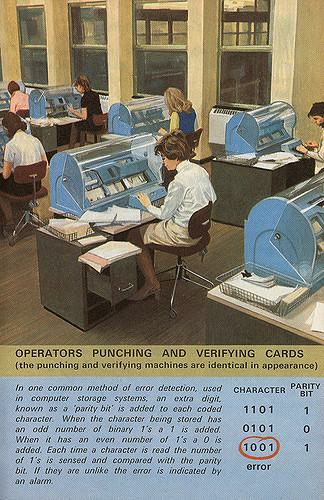 OPERATORS PUNCHING AND VERIFYING CARDS
(the punching and verifying machines are identical in appearance)
In one common method of error detection, used
in computer storage systems, an extra digit,
known as a 'parity bit' is added to each coded
character. When the character being stored has
an odd number of binary 1's a 1 is added.
When it has an even number of 1's a 0 is
added. Each time a character is read the number
of 1's is sensed and compared with the parity
bit. If they are unlike the error is indicated by
an alarm.
CHARACTER PARITY BIT
1101 1
0101 0
1001 1
error